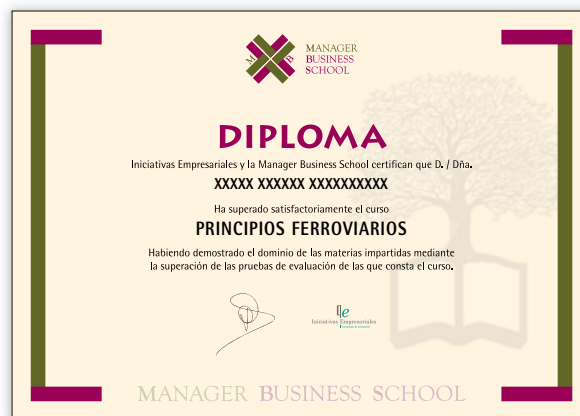 M B
MANAGER
BUSINESS
SCHOOL
DIPLOMA
Iniciativas Empresariales y la Manager Business School certifican que D. / Dña.
XXXXX XXXXXX XXXXXXXXXX
Ha superado satisfactoriamente el curso
PRINCIPIOS FERROVIARIOS
Habiendo demostrado el dominio de las materias impartidas mediante
la superación de las pruebas de evaluación de las que consta el curso.
Iniciativas Empresariales
MANAGER BUSINESS SCHOOL